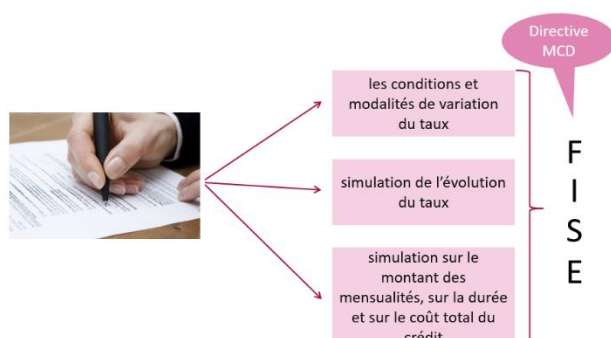 Directive
MCD
les conditions et
modalités de variation
du taux
simulation de l'évolution
du taux
simulation sur le
montant des
mensualités, sur la durée
et sur le coût total du
crédit
F
I
S
E